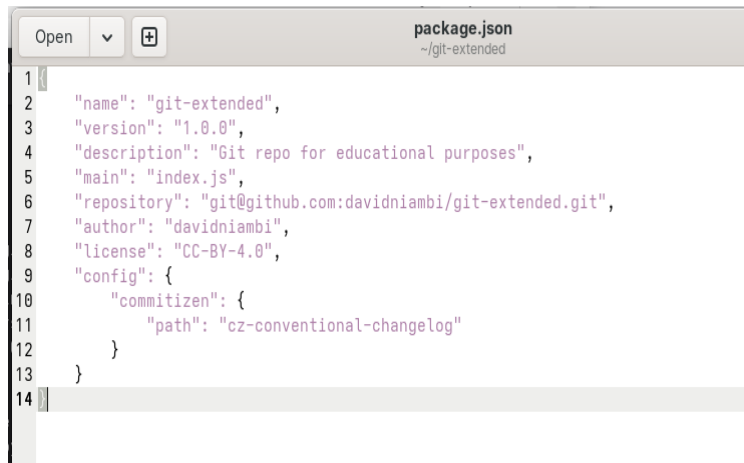 Open
package.json
~/git-extended
1 {
2 "name": "git-extended",
3 "version": "1.0.0",
4 "description": "Git repo for educational purposes",
5 "main": "index.js",
6 "repository": "git@github.com:davidniambi/git-extended.git",
7 "author": "davidniambi",
8 "license": "CC-BY-4.0",
9 "config": {
10 "commitizen": {
11 "path": "cz-conventional-changelog"
12 }
13 }
14 }